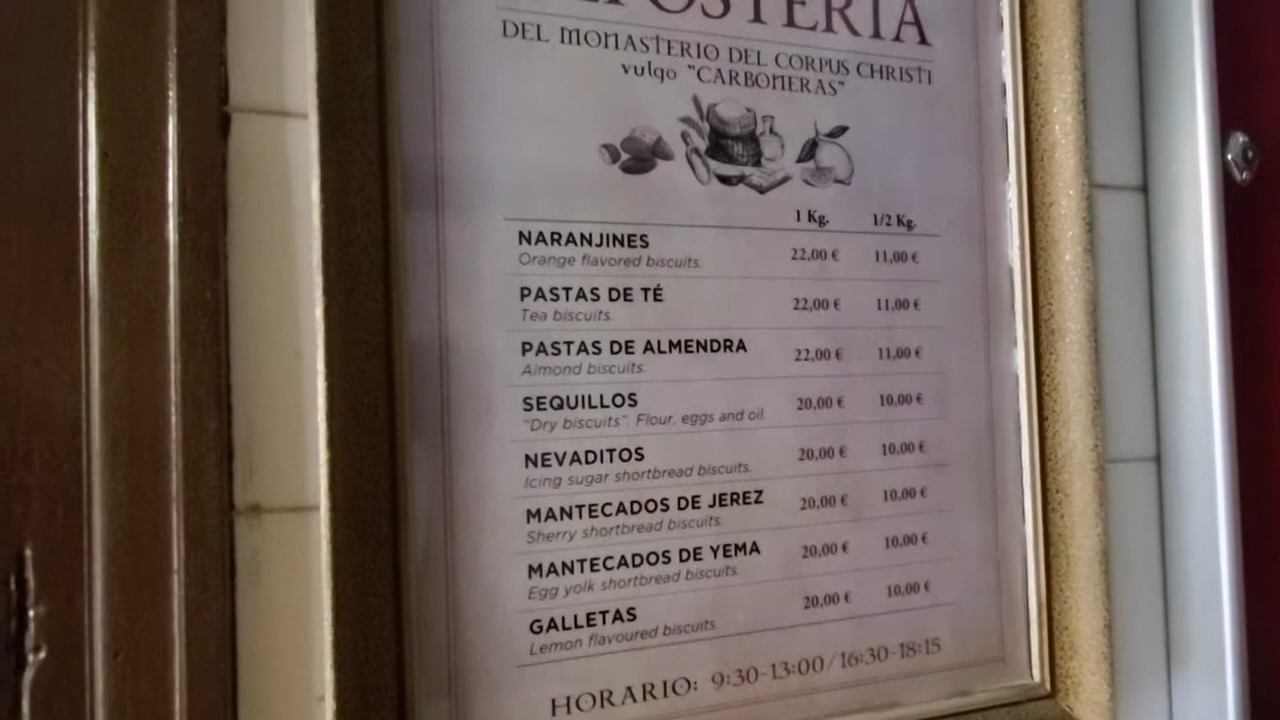 DEL MONASTERIO DEL CORPUS CHRISTI
vulgo "CARBONERAS"
1 Kg. 1/2 Kg.
NARANJINES 22,00 € 11,00 €
Orange flavored biscuits.
PASTAS DE TÉ 22,00 € 11,00 €
Tea biscuits.
PASTAS DE ALMENDRA 22,00 € 11,00 €
Almond biscuits.
SEQUILLOS 20,00 € 10,00 €
"Dry biscuits". Flour, eggs and oil.
NEVADITOS 20,00 € 10,00 €
Icing sugar shortbread biscuits.
MANTECADOS DE JEREZ 20,00 € 10,00 €
Sherry shortbread biscuits.
MANTECADOS DE YEMA 20,00 € 10,00 €
Egg yolk shortbread biscuits.
GALLETAS 20,00 € 10,00 €
Lemon flavoured biscuits.
HORARIO: 9:30-13:00/16:30-18:15